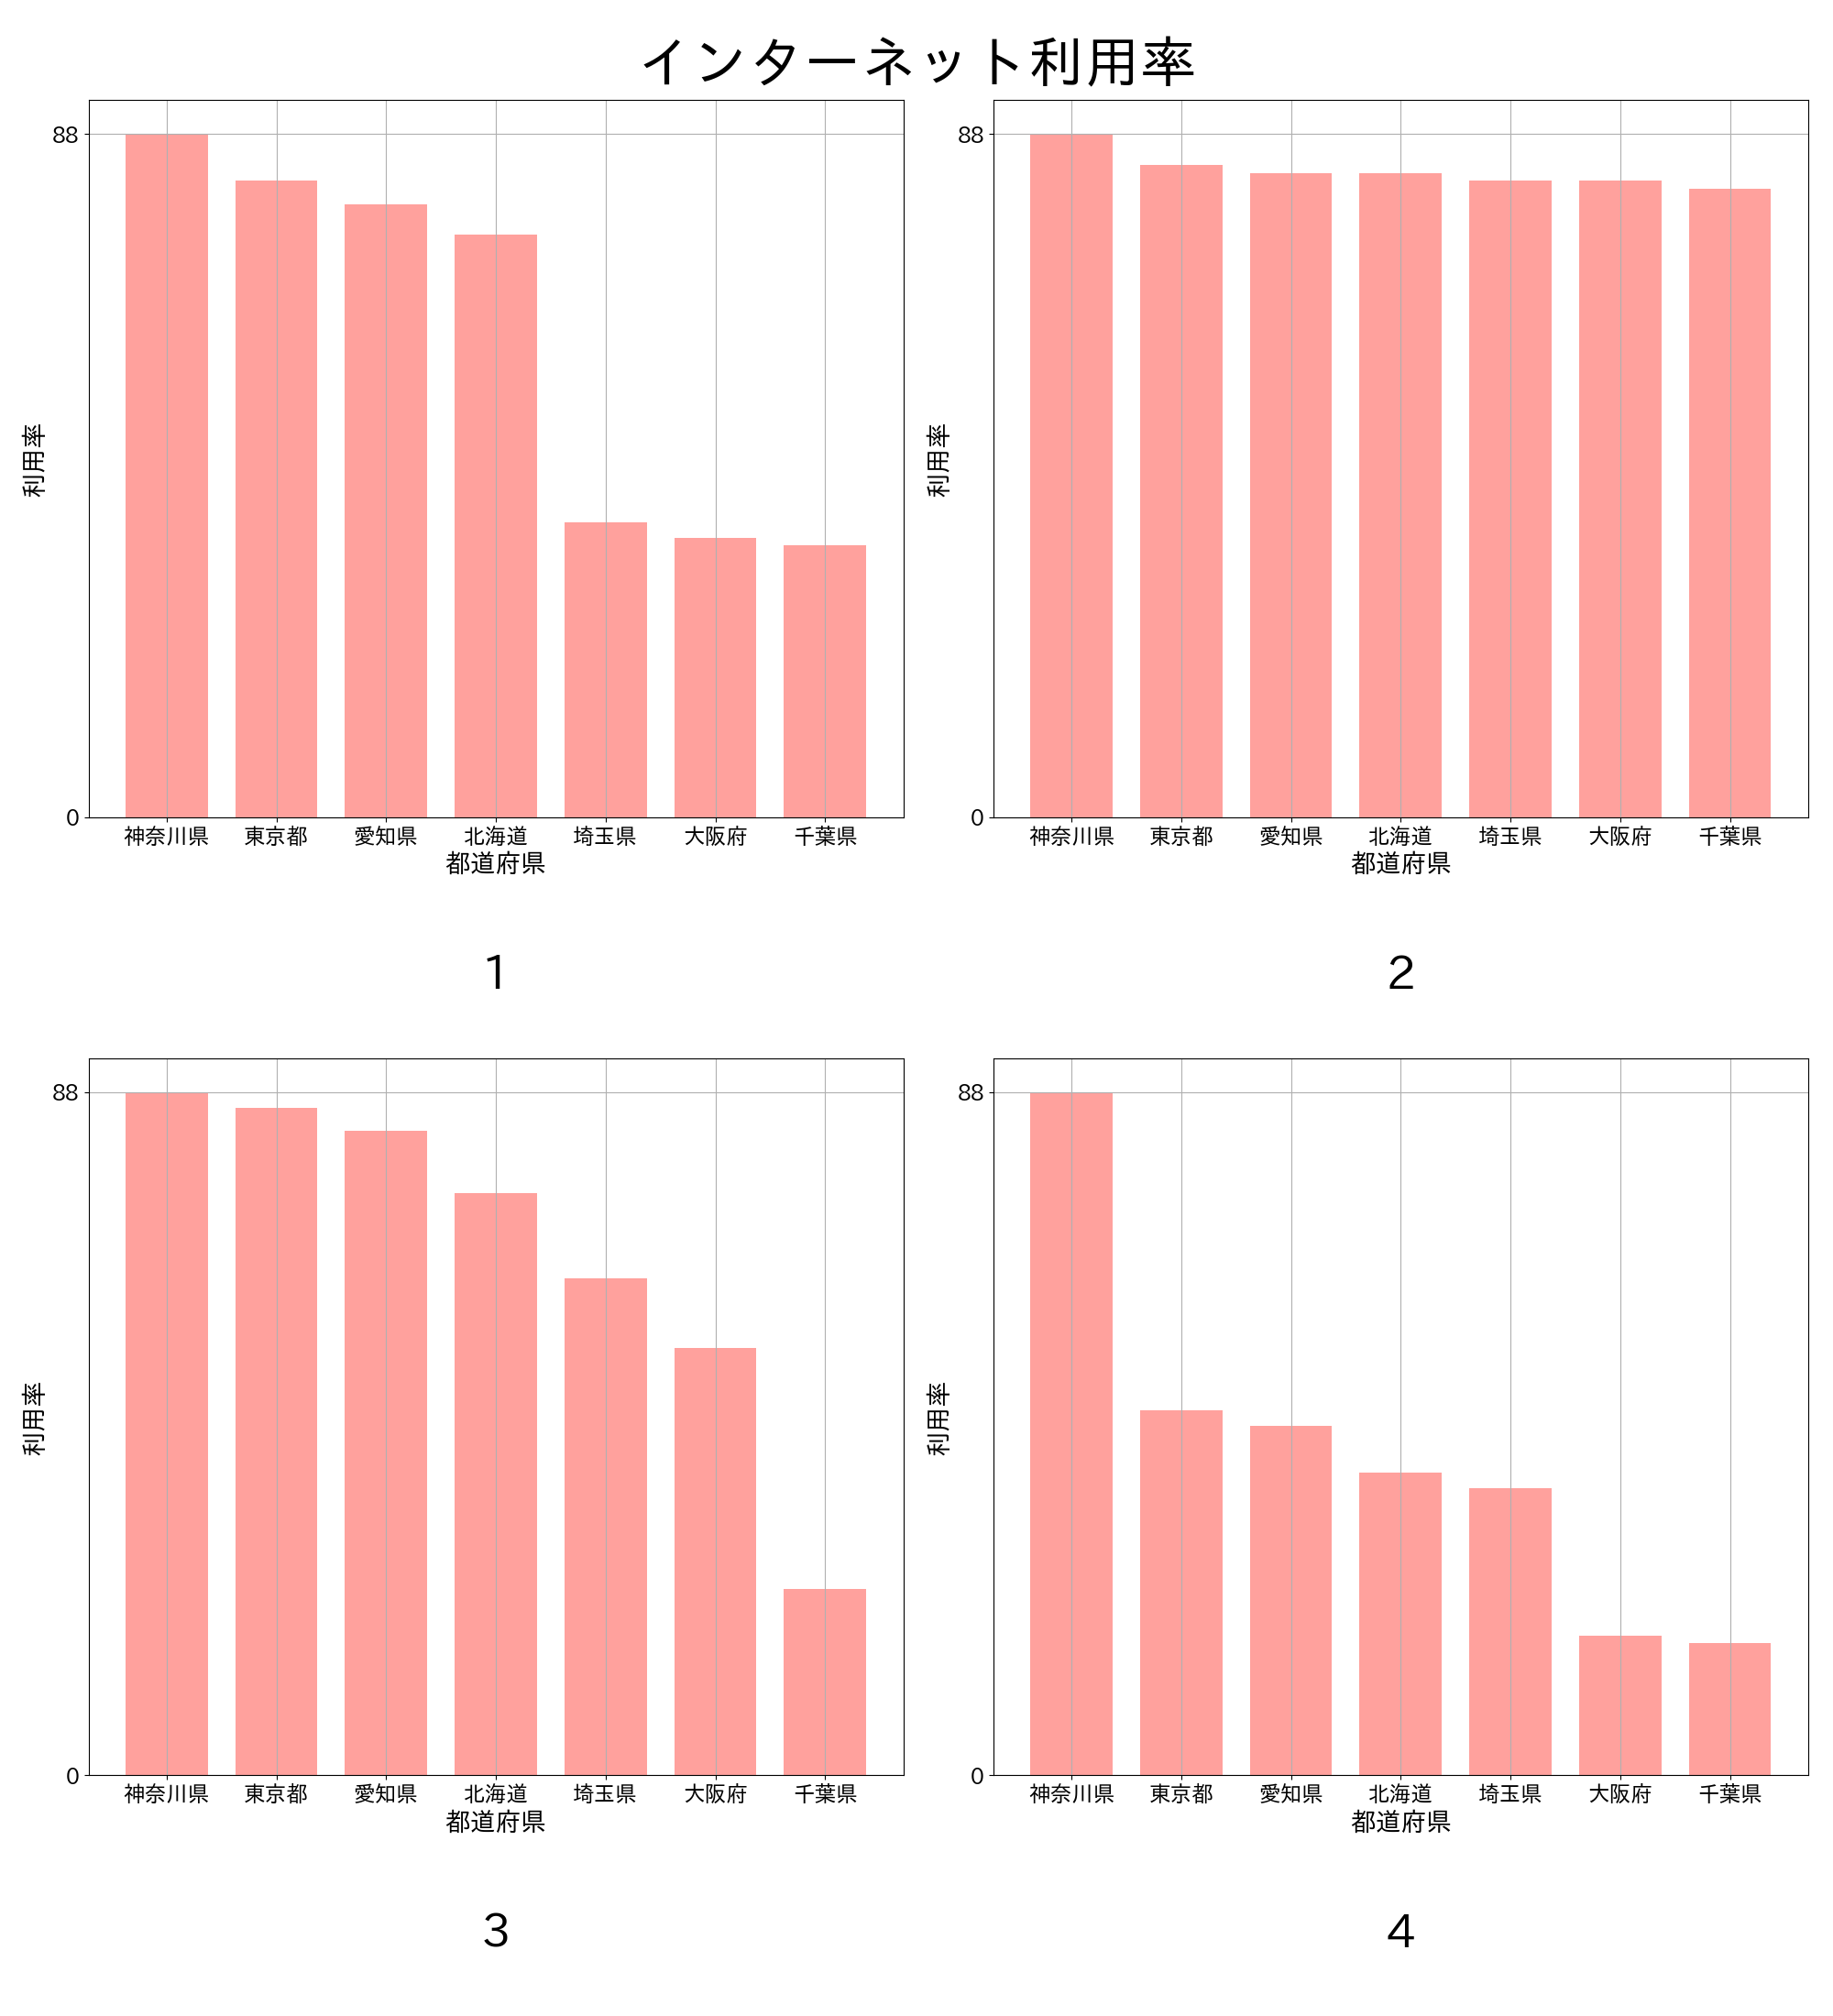 インターネット利用率
88
0
利用率
神奈川県 東京都 愛知県 北海道 埼玉県 大阪府 千葉県
都道府県
1
88
0
利用率
神奈川県 東京都 愛知県 北海道 埼玉県 大阪府 千葉県
都道府県
2
88
0
利用率
神奈川県 東京都 愛知県 北海道 埼玉県 大阪府 千葉県
都道府県
3
88
0
利用率
神奈川県 東京都 愛知県 北海道 埼玉県 大阪府 千葉県
都道府県
4